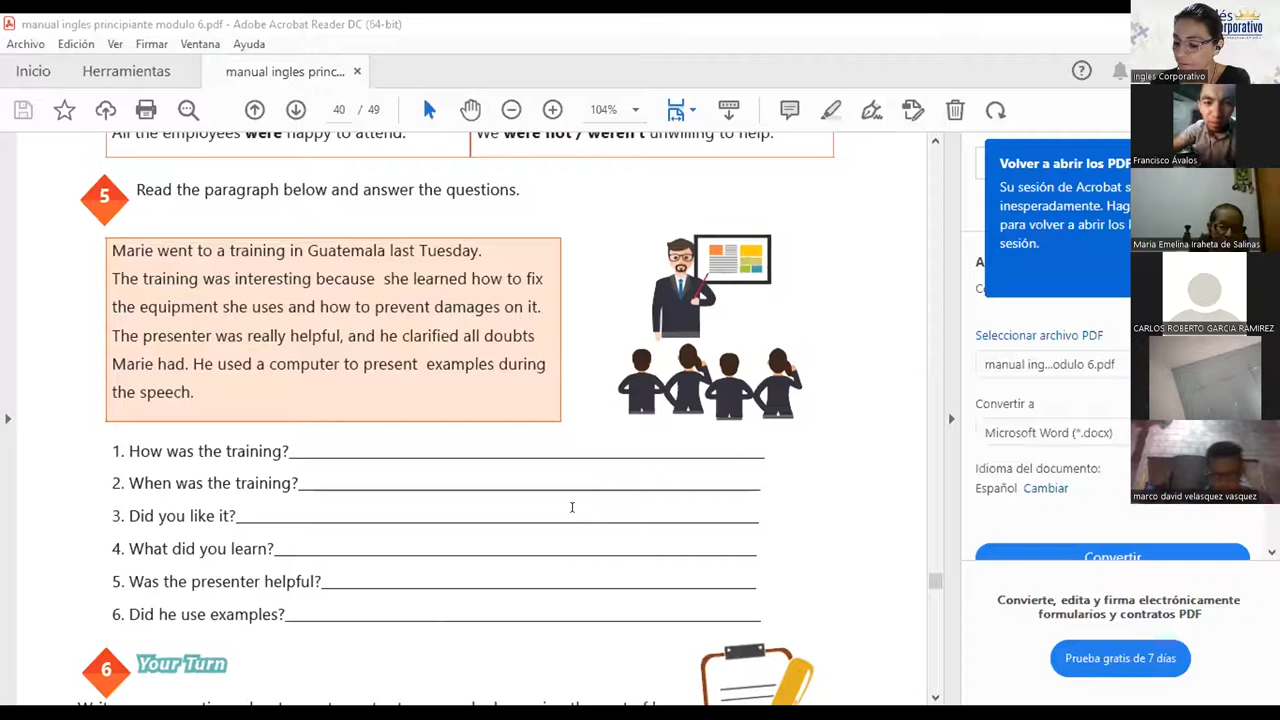 manual ingles principiante modulo 6.pdf - Adobe Acrobat Reader DC (64-bit)
Archivo Edición Ver Firmar Ventana Ayuda
Inicio Herramientas manual ingles princ... ×
40 / 49 104%
All the employees were happy to attend. We were not / weren't unwilling to help.
5 Read the paragraph below and answer the questions.
Marie went to a training in Guatemala last Tuesday.
The training was interesting because she learned how to fix
the equipment she uses and how to prevent damages on it.
The presenter was really helpful, and he clarified all doubts
Marie had. He used a computer to present examples during
the speech.
1. How was the training?
2. When was the training?
3. Did you like it?
4. What did you learn?
5. Was the presenter helpful?
6. Did he use examples?
6 Your Turn
Volver a abrir los PDF
Su sesión de Acrobat s
inesperadamente. Hag
para volver a abrir los
sesión.
Seleccionar archivo PDF
manual ing...odulo 6.pdf
Convertir a
Microsoft Word (*.docx)
Idioma del documento:
Español Cambiar
Convertir
Convierte, edita y firma electrónicamente
formularios y contratos PDF
Prueba gratis de 7 días
Corporativo
Ingles Corporativo
Francisco Ávalos
Maria Emelina Iraheta de Salinas
CARLOS ROBERTO GARCIA RAMIREZ
marco david velasquez vasquez